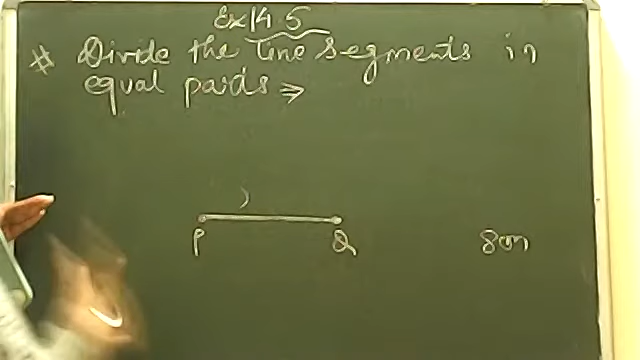 Ex 14.5
# Divide the line segments in
equal parts ⇒
P Q 8cm